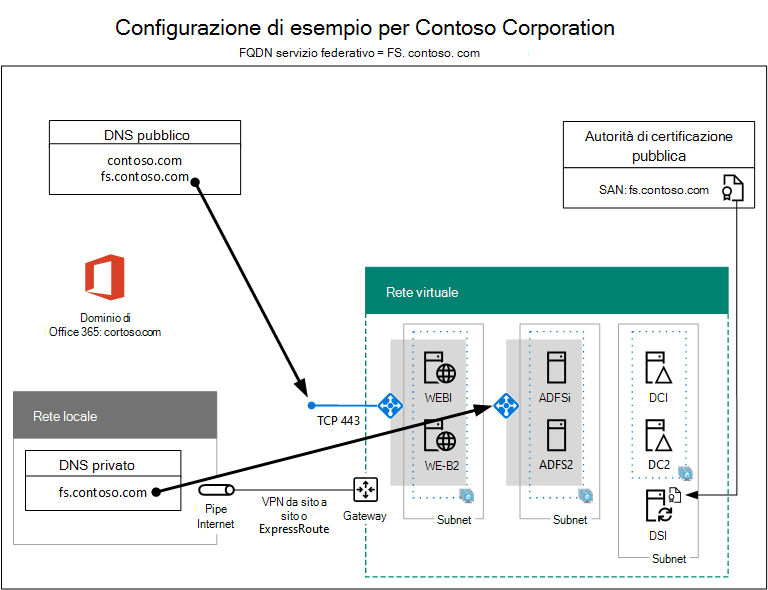 Configurazione di esempio per Contoso Corporation
FQDN servizio federativo = FS. contoso. com
DNS pubblico
contoso.com
fs.contoso.com
Autorità di certificazione
pubblica
SAN: fs.contoso.com
Dominio di
Office 365: cortoso.com
Rete virtuale
WEBI
WE-B2
ADFSi
ADFS2
DCI
DC2
DSI
TCP 443
Rete locale
DNS privato
fs.contoso.com
Pipe
Internet
VPN da sito a
sito o
ExpressRoute
Gateway
Subnet
Subnet
Subnet